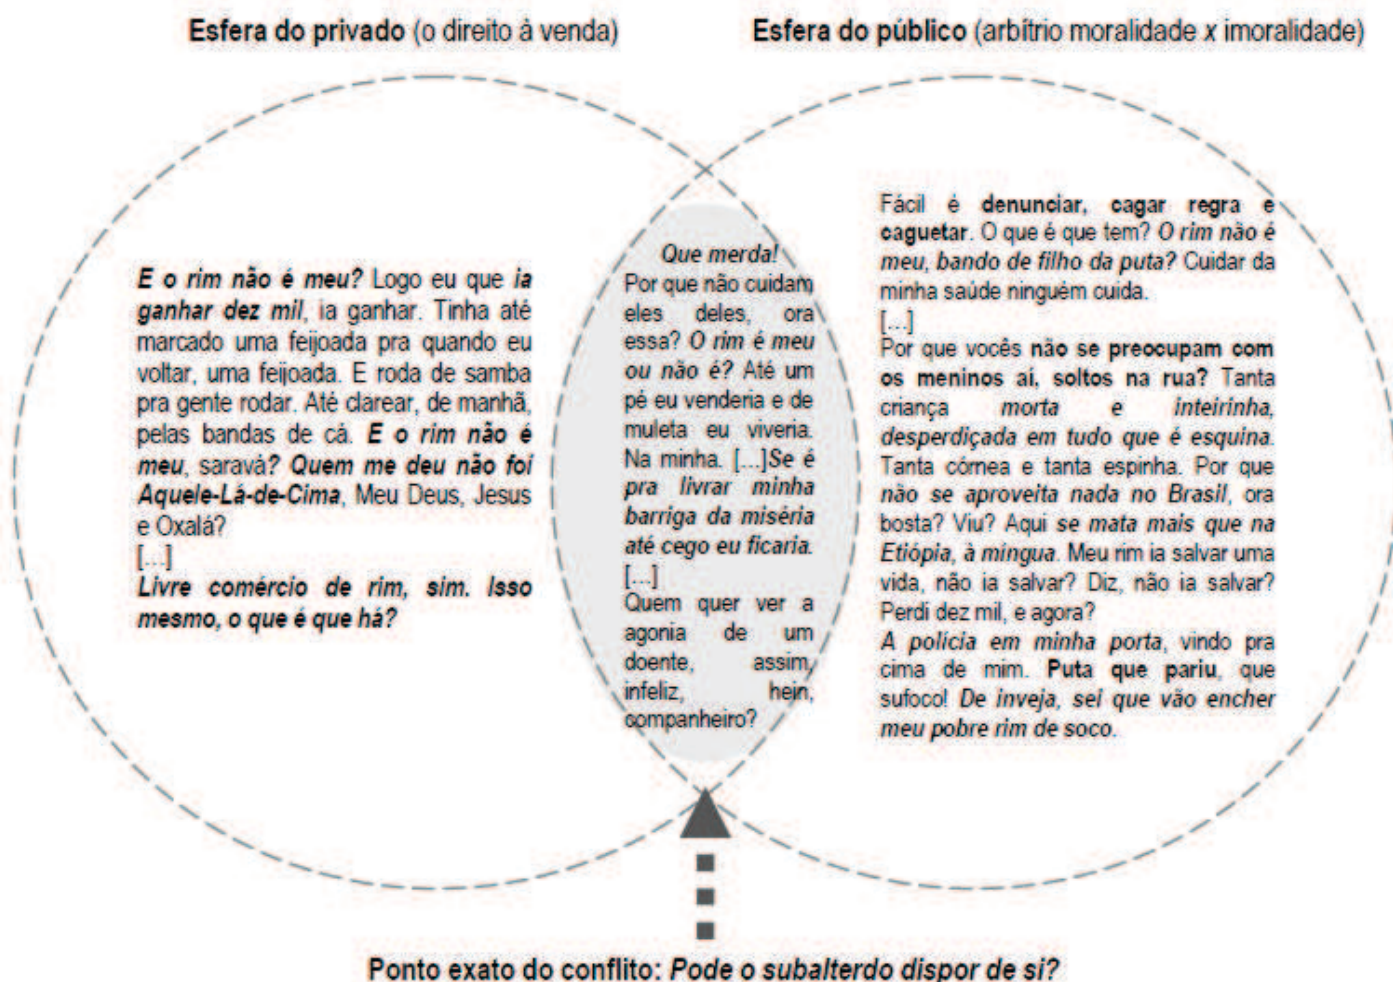 Esfera do privado (o direito à venda)
Esfera do público (arbítrio moralidade x imoralidade)
E o rim não é meu? Logo eu que ia
ganhar dez mil, ia ganhar. Tinha até
marcado uma feijoada pra quando eu
voltar, uma feijoada. E roda de samba
pra gente rodar. Até clarear, de manhã,
pelas bandas de cá. E o rim não é
meu, saravá? Quem me deu não foi
Aquele-Lá-de-Cima, Meu Deus, Jesus
e Oxalá?
[...]
Livre comércio de rim, sim. Isso
mesmo, o que é que há?
Que merda!
Por que não cuidam
eles deles, ora
essa? O rim é meu
ou não é? Até um
pé eu venderia e de
muleta eu viveria.
Na minha. [...]Se é
pra livrar minha
barriga da miséria
até cego eu ficaria.
[...]
Quem quer ver a
agonia de um
doente, assim,
infeliz, hein,
companheiro?
Fácil é denunciar, cagar regra e
caguetar. O que é que tem? O rim não é
meu, bando de filho da puta? Cuidar da
minha saúde ninguém cuida.
[...]
Por que vocês não se preocupam com
os meninos aí, soltos na rua? Tanta
criança morta e inteirinha,
desperdiçada em tudo que é esquina.
Tanta córnea e tanta espinha. Por que
não se aproveita nada no Brasil, ora
bosta? Viu? Aqui se mata mais que na
Etiópia, à míngua. Meu rim ia salvar uma
vida, não ia salvar? Diz, não ia salvar?
Perdi dez mil, e agora?
A polícia em minha porta, vindo pra
cima de mim. Puta que pariu, que
sufoco! De inveja, sei que vão encher
meu pobre rim de soco.
Ponto exato do conflito: Pode o subalterdo dispor de si?